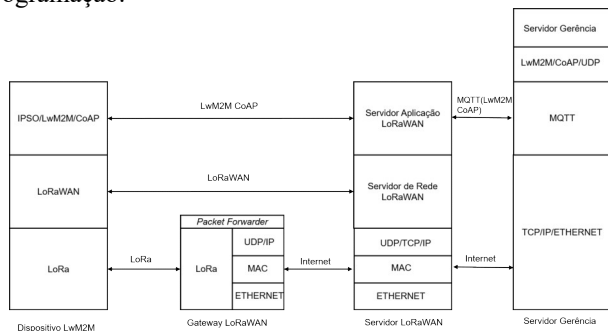 ogramação.
Servidor Gerência
LwM2M/CoAP/UDP
MQTT
TCP/IP/ETHERNET
Servidor Gerência
IPSO/LwM2M/CoAP
LoRaWAN
LoRa
Dispositivo LwM2M
LwM2M CoAP
LoRaWAN
LoRa
Packet Forwarder
LoRa
UDP/IP
MAC
ETHERNET
Gateway LoRaWAN
Internet
Servidor Aplicação
LoRaWAN
Servidor de Rede
LoRaWAN
UDP/TCP/IP
MAC
ETHERNET
Servidor LoRaWAN
MQTT(LwM2M
CoAP)
Internet